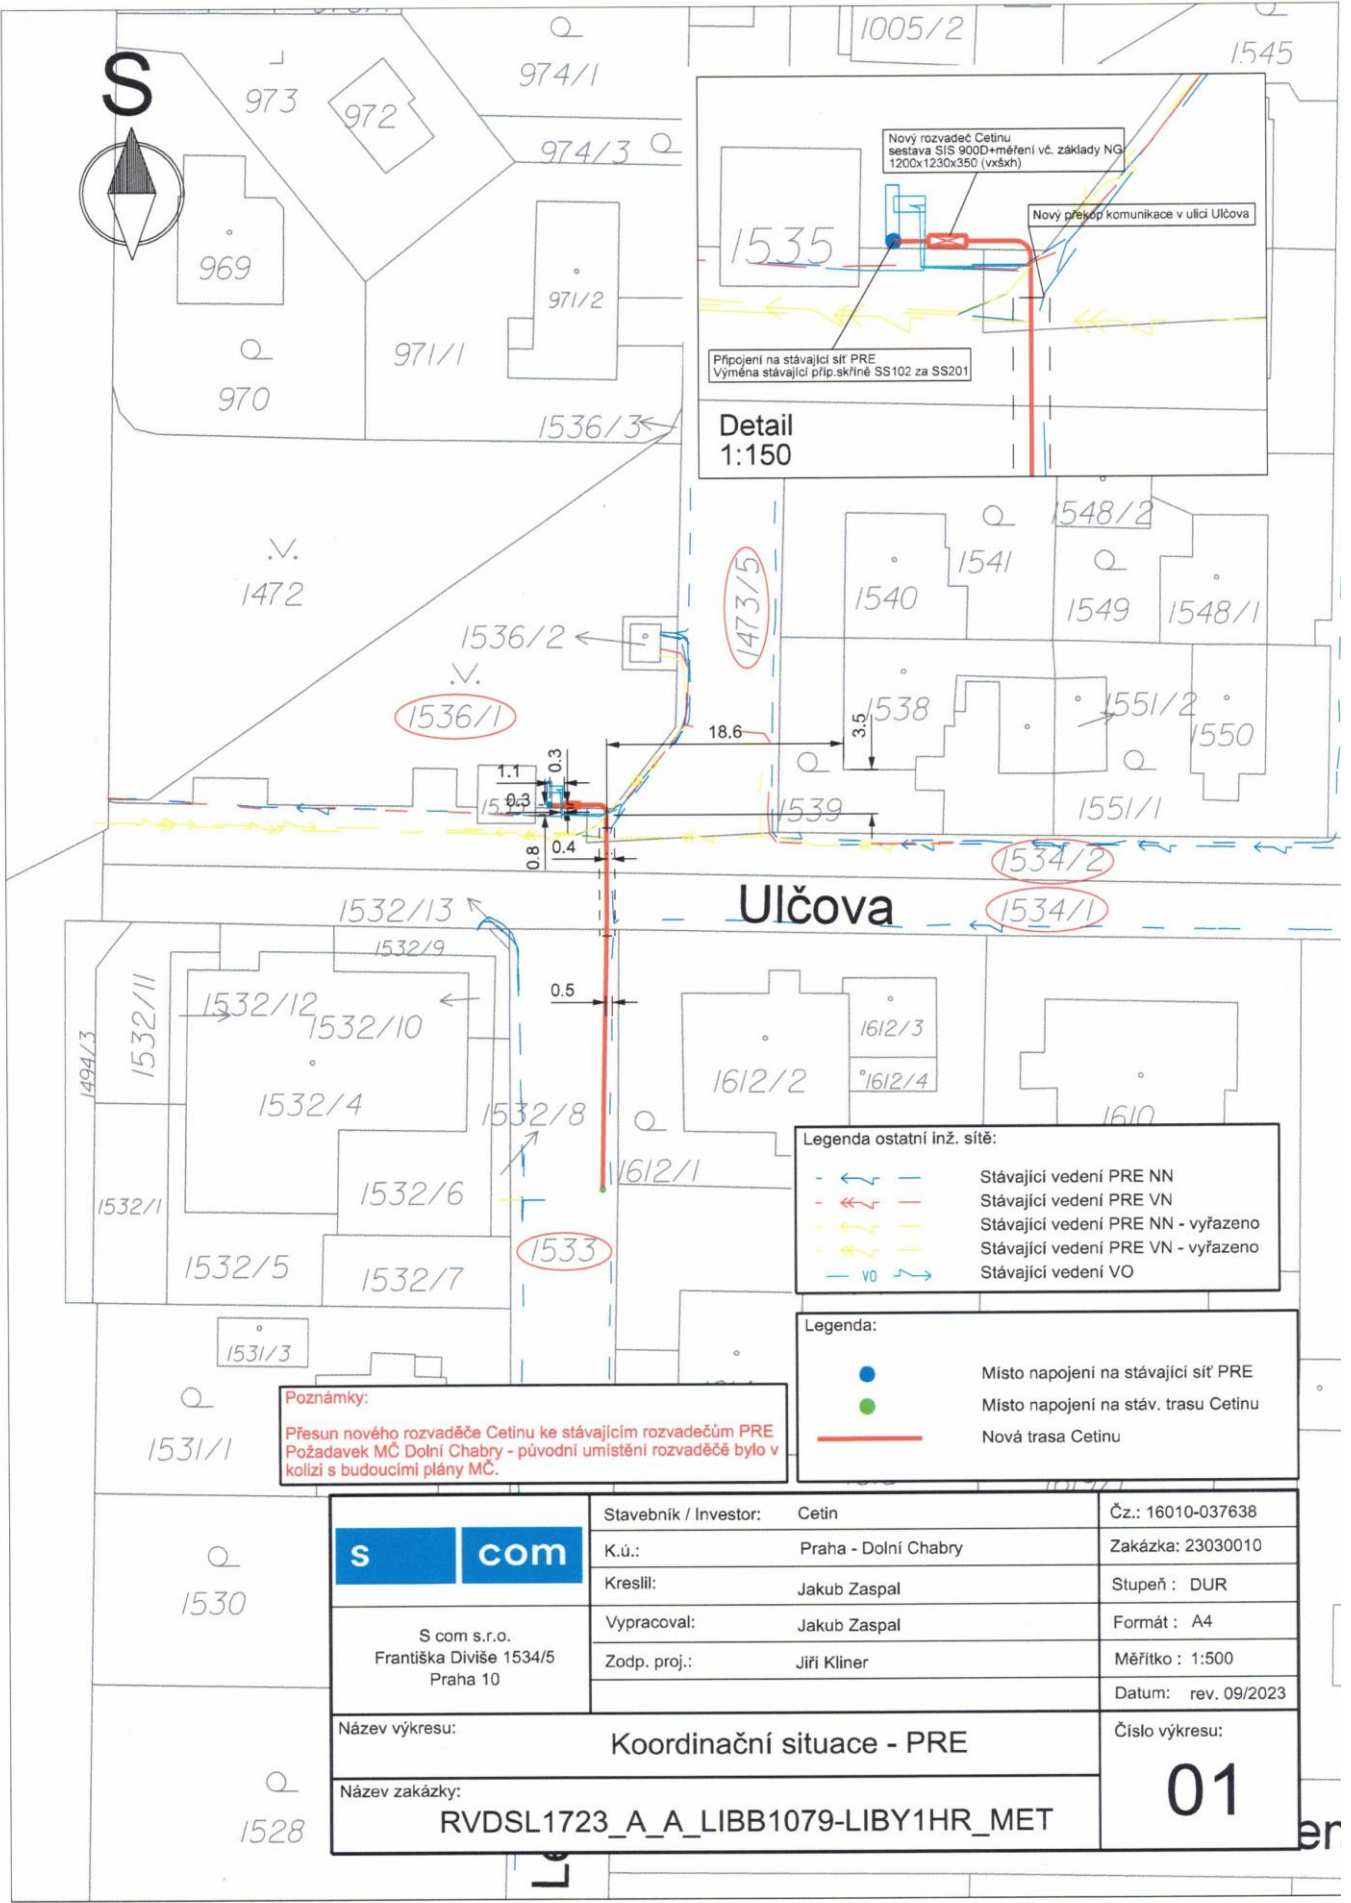 S
973
972
974/1
974/3
1005/2
1545
969
970
971/2
971/1
1536/3
Nový rozvaděč Cetinu
sestava SIS 900D+měření vč. základy NG
1200x1230x350 (vxšxh)
Nový překop komunikace v ulici Ulčova
1535
Připojení na stávající síť PRE
Výměna stávající přip.skříně SS102 za SS201
Detail
1:150
1472
1536/2
1536/1
1473/5
1540
1541
1548/2
1549
1548/1
1538
1551/2
1550
1539
1551/1
18.6
3.5
1.1
0.3
0.3
0.8
0.4
1534/2
Ulčova
1534/1
1532/13
1532/9
1532/11
1532/12
1532/10
1494/3
1532/4
1532/8
0.5
1612/3
1612/2
1612/4
1610
1612/1
1532/1
1532/6
1532/5
1532/7
1533
Legenda ostatní inž. sítě:
Stávající vedení PRE NN
Stávající vedení PRE VN
Stávající vedení PRE NN - vyřazeno
Stávající vedení PRE VN - vyřazeno
VO Stávající vedení VO
Legenda:
Místo napojení na stávající síť PRE
Místo napojení na stáv. trasu Cetinu
Nová trasa Cetinu
1531/3
1531/1
Poznámky:
Přesun nového rozvaděče Cetinu ke stávajícím rozvadečům PRE
Požadavek MČ Dolní Chabry - původní umístění rozvaděčě bylo v
kolizi s budoucími plány MČ.
1530
1528
s com
S com s.r.o.
Františka Diviše 1534/5
Praha 10
Stavebník / Investor: Cetin
K.ú.: Praha - Dolní Chabry
Kreslil: Jakub Zaspal
Vypracoval: Jakub Zaspal
Zodp. proj.: Jiří Kliner
Čz.: 16010-037638
Zakázka: 23030010
Stupeň : DUR
Formát : A4
Měřítko : 1:500
Datum: rev. 09/2023
Název výkresu:
Koordinační situace - PRE
Číslo výkresu:
01
Název zakázky:
RVDSL1723_A_A_LIBB1079-LIBY1HR_MET